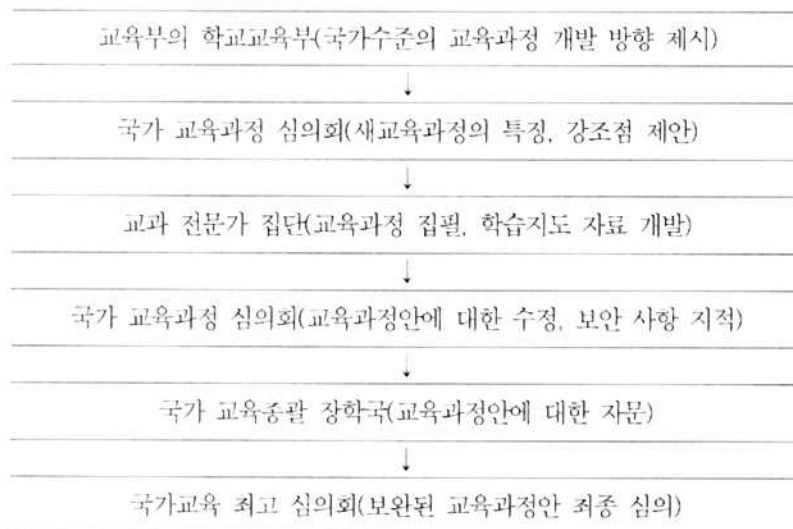 교육부의 학교교육부(국가수준의 교육과정 개발 방향 제시)
↓
국가 교육과정 심의회(새교육과정의 특징, 강조점 제안)
↓
교과 전문가 집단(교육과정 집필, 학습지도 자료 개발)
↓
국가 교육과정 심의회(교육과정안에 대한 수정, 보안 사항 지적)
↓
국가 교육총괄 장학국(교육과정안에 대한 자문)
↓
국가교육 최고 심의회(보완된 교육과정안 최종 심의)